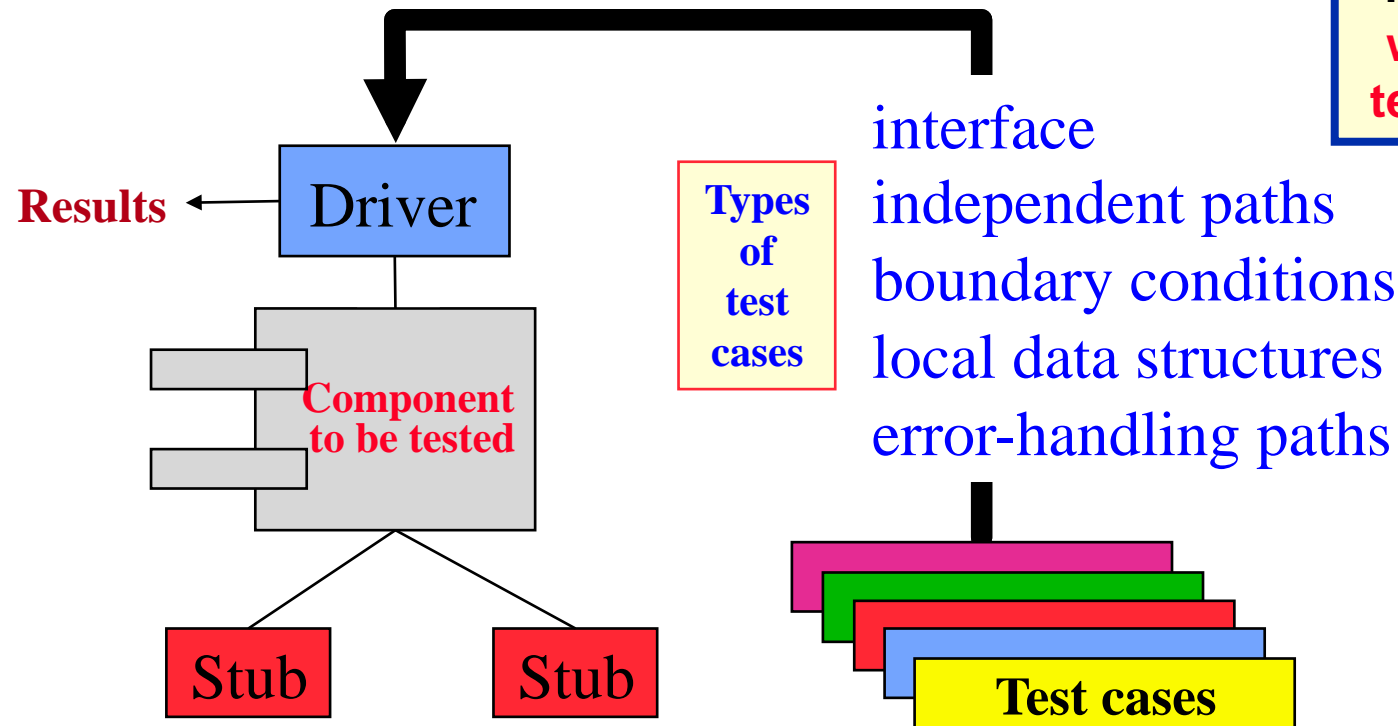 Results
Driver
Component
to be tested
Stub
Stub
Types
of
test
cases
interface
independent paths
boundary conditions
local data structures
error-handling paths
Test cases